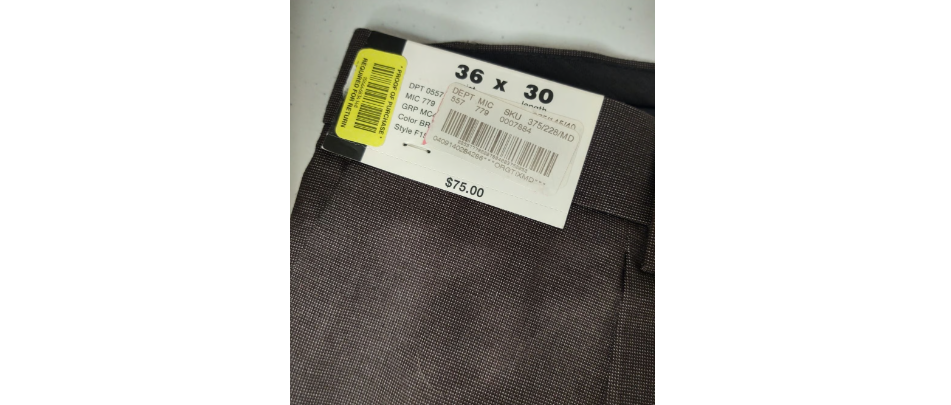 REQUIRED FOR RETURN
* PROOF OF PURCHASE *
36 x 30
length
DPT 0557
MIC 779
GRP MC
Color BR
Style F
DEPT MIC SKU 375/228/MD
557 779 0007884
$75.00